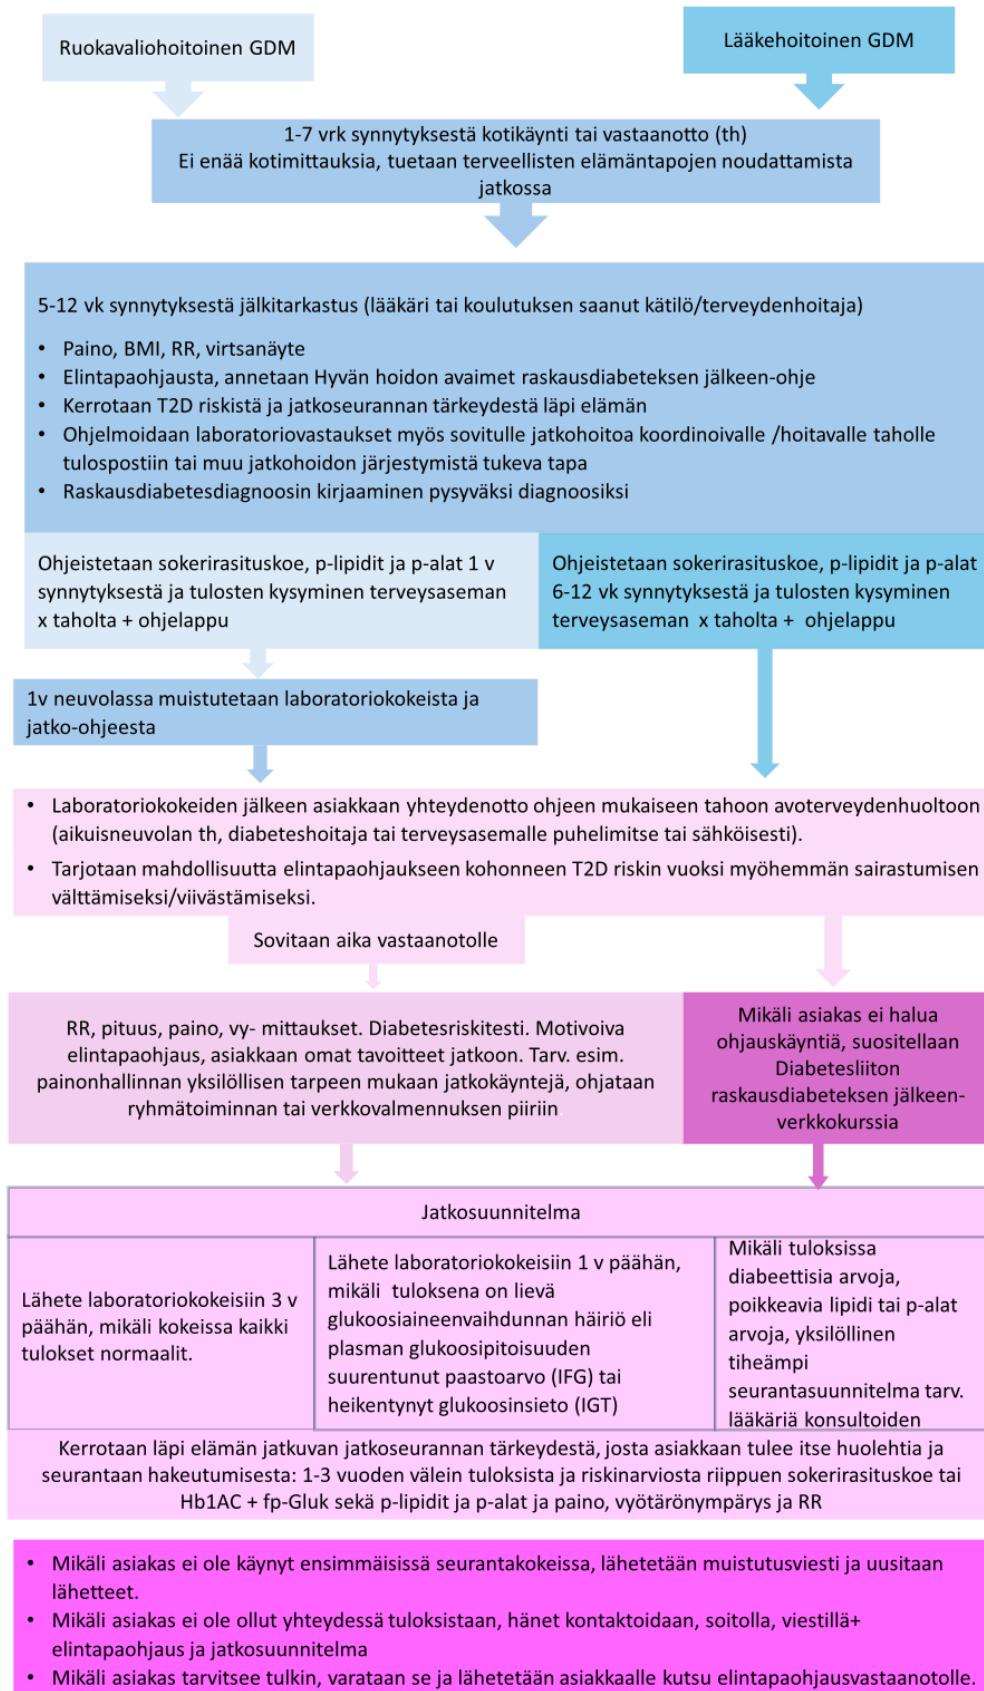 Ruokavaliohoitoinen GDM
Lääkehoitoinen GDM
1-7 vrk synnytyksestä kotikäynti tai vastaanotto (th)
Ei enää kotimittauksia, tuetaan terveellisten elämäntapojen noudattamista
jatkossa
5-12 vk synnytyksestä jälkitarkastus (lääkäri tai koulutuksen saanut kätilö/terveydenhoitaja)
• Paino, BMI, RR, virtsanäyte
• Elintapaohjausta, annetaan Hyvän hoidon avaimet raskausdiabeteksen jälkeen-ohje
• Kerrotaan T2D riskistä ja jatkoseurannan tärkeydestä läpi elämän
• Ohjelmoidaan laboratoriovastaukset myös sovitulle jatkohoitoa koordinoivalle /hoitavalle taholle
tulospostiin tai muu jatkohoidon järjestymistä tukeva tapa
• Raskausdiabetesdiagnoosin kirjaaminen pysyväksi diagnoosiksi
Ohjeistetaan sokerirasituskoe, p-lipidit ja p-alat 1 v
synnytyksestä ja tulosten kysyminen terveysaseman
x taholta + ohjelappu
Ohjeistetaan sokerirasituskoe, p-lipidit ja p-alat
6-12 vk synnytyksestä ja tulosten kysyminen
terveysaseman x taholta + ohjelappu
1v neuvolassa muistutetaan laboratoriokokeista ja
jatko-ohjeesta
• Laboratoriokokeiden jälkeen asiakkaan yhteydenotto ohjeen mukaiseen tahoon avoterveydenhuoltoon
(aikuisneuvolan th, diabeteshoitaja tai terveysasemalle puhelimitse tai sähköisesti).
• Tarjotaan mahdollisuutta elintapaohjaukseen kohonneen T2D riskin vuoksi myöhemmän sairastumisen
välttämiseksi/viivästämiseksi.
Sovitaan aika vastaanotolle
RR, pituus, paino, vy- mittaukset. Diabetesriskitesti. Motivoiva
elintapaohjaus, asiakkaan omat tavoitteet jatkoon. Tarv. esim.
painonhallinnan yksilöllisen tarpeen mukaan jatkokäyntejä, ohjataan
ryhmätoiminnan tai verkkovalmennuksen piiriin.
Mikäli asiakas ei halua
ohjauskäyntiä, suositellaan
Diabetesliiton
raskausdiabeteksen jälkeen-
verkkokurssia
Jatkosuunnitelma
Lähete laboratoriokokeisiin 3 v
päähän, mikäli kokeissa kaikki
tulokset normaalit.
Lähete laboratoriokokeisiin 1 v päähän,
mikäli tuloksena on lievä
glukoosiaineenvaihdunnan häiriö eli
plasman glukoosipitoisuuden
suurentunut paastoarvo (IFG) tai
heikentynyt glukoosinsieto (IGT)
Mikäli tuloksissa
diabeettisia arvoja,
poikkeavia lipidi tai p-alat
arvoja, yksilöllinen
tiheämpi
seurantasuunnitelma tarv.
lääkäriä konsultoiden
Kerrotaan läpi elämän jatkuvan jatkoseurannan tärkeydestä, josta asiakkaan tulee itse huolehtia ja
seurantaan hakeutumisesta: 1-3 vuoden välein tuloksista ja riskinarviosta riippuen sokerirasituskoe tai
Hb1AC + fp-Gluk sekä p-lipidit ja p-alat ja paino, vyötärönympärys ja RR
• Mikäli asiakas ei ole käynyt ensimmäisissä seurantakokeissa, lähetetään muistutusviesti ja uusitaan
lähetteet.
• Mikäli asiakas ei ole ollut yhteydessä tuloksistaan, hänet kontaktoidaan, soitolla, viestillä+
elintapaohjaus ja jatkosuunnitelma
• Mikäli asiakas tarvitsee tulkin, varataan se ja lähetetään asiakkaalle kutsu elintapaohjausvastaanotolle.